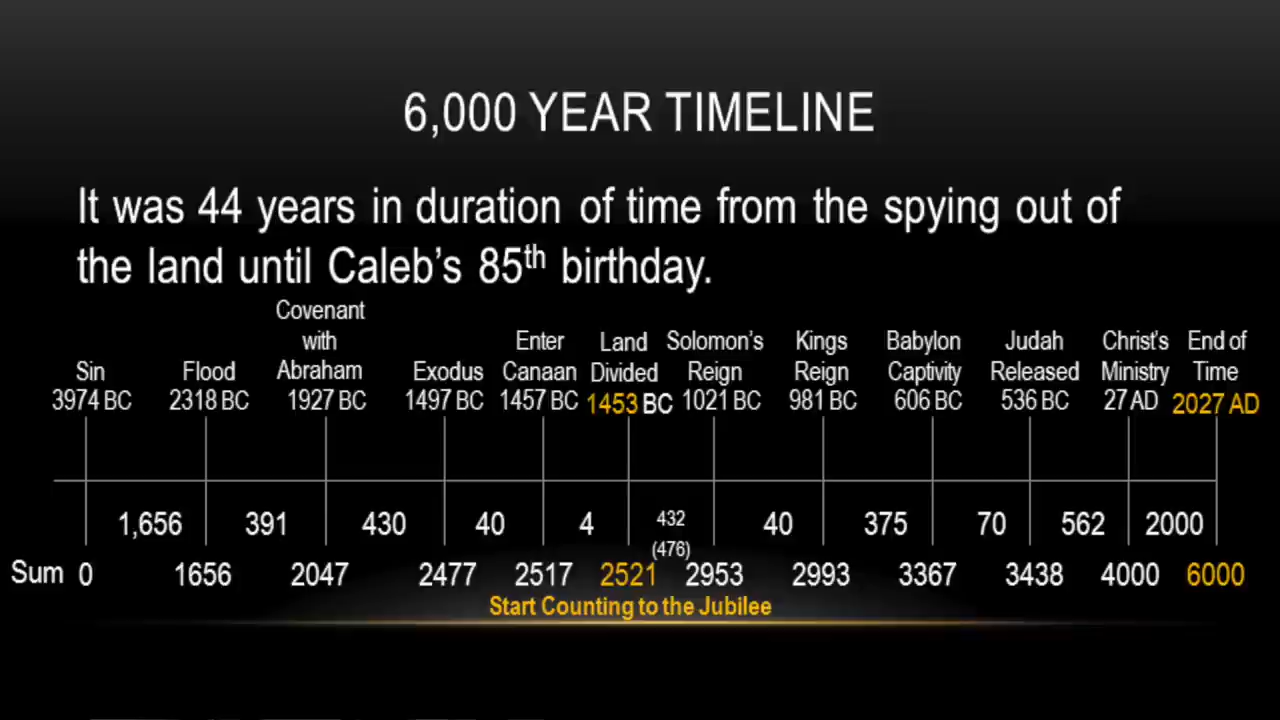 6,000 YEAR TIMELINE
It was 44 years in duration of time from the spying out of
the land until Caleb's 85th birthday.
Covenant
with
Abraham
Enter
Canaan
Land
Divided
Solomon's
Reign
Kings
Reign
Babylon
Captivity
Judah
Released
Christ's
Ministry
End of
Time
Sin
Flood
Exodus
3974 BC 2318 BC 1927 BC 1497 BC 1457 BC 1453 BC 1021 BC 981 BC 606 BC 536 BC 27 AD 2027 AD
1,656 391 430 40 4 432 40 375 70 562 2000
(476)
Sum 0 1656 2047 2477 2517 2521 2953 2993 3367 3438 4000 6000
Start Counting to the Jubilee